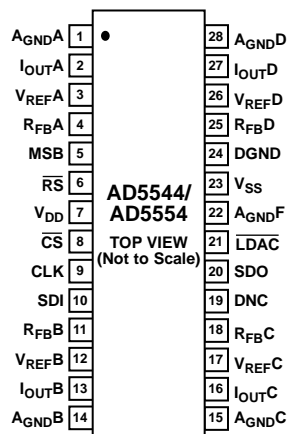 AGNDA 1 28 AGNDD
IOUTA 2 27 IOUTD
VREFA 3 26 VREFD
RFBA 4 25 RFBD
MSB 5 24 DGND
RS 6 23 VSS
VDD 7 22 AGNDF
CS 8 21 LDAC
CLK 9 20 SDO
SDI 10 19 DNC
RFBB 11 18 RFBC
VREFB 12 17 VREFC
IOUTB 13 16 IOUTC
AGNDB 14 15 AGNDC
AD5544/
AD5554
TOP VIEW
(Not to Scale)